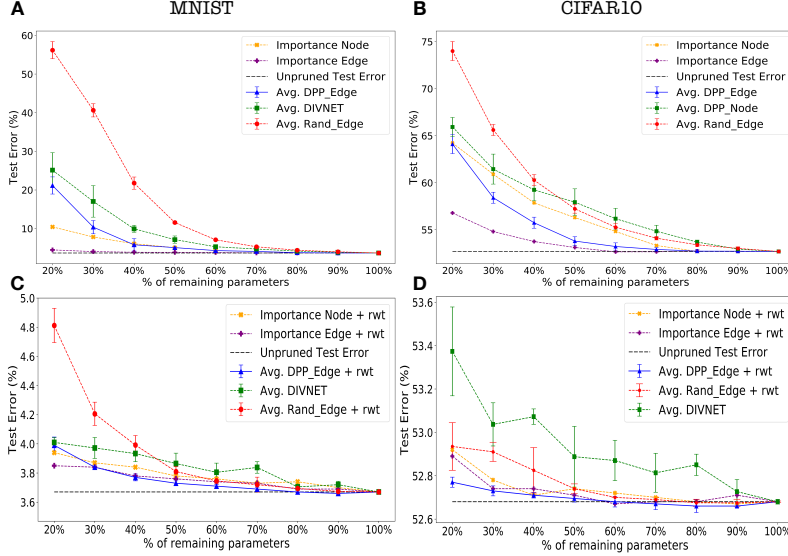 A MNIST
B CIFAR10
Test Error (%)
60
50
40
30
20
10
Importance Node
Importance Edge
Unpruned Test Error
Avg. DPP_Edge
Avg. DIVNET
Avg. Rand_Edge
20% 30% 40% 50% 60% 70% 80% 90% 100%
% of remaining parameters
Test Error (%)
75
70
65
60
55
Importance Node
Importance Edge
Unpruned Test Error
Avg. DPP_Edge
Avg. DPP_Node
Avg. Rand_Edge
20% 30% 40% 50% 60% 70% 80% 90% 100%
% of remaining parameters
C
Test Error (%)
5.0
4.8
4.6
4.4
4.2
4.0
3.8
3.6
Importance Node + rwt
Importance Edge + rwt
Unpruned Test Error
Avg. DPP_Edge + rwt
Avg. DIVNET
Avg. Rand_Edge + rwt
20% 30% 40% 50% 60% 70% 80% 90% 100%
% of remaining parameters
D
Test Error (%)
53.6
53.4
53.2
53.0
52.8
52.6
Importance Node + rwt
Importance Edge + rwt
Unpruned Test Error
Avg. DPP_Edge + rwt
Avg. Rand_Edge + rwt
Avg. DIVNET
20% 30% 40% 50% 60% 70% 80% 90% 100%
% of remaining parameters